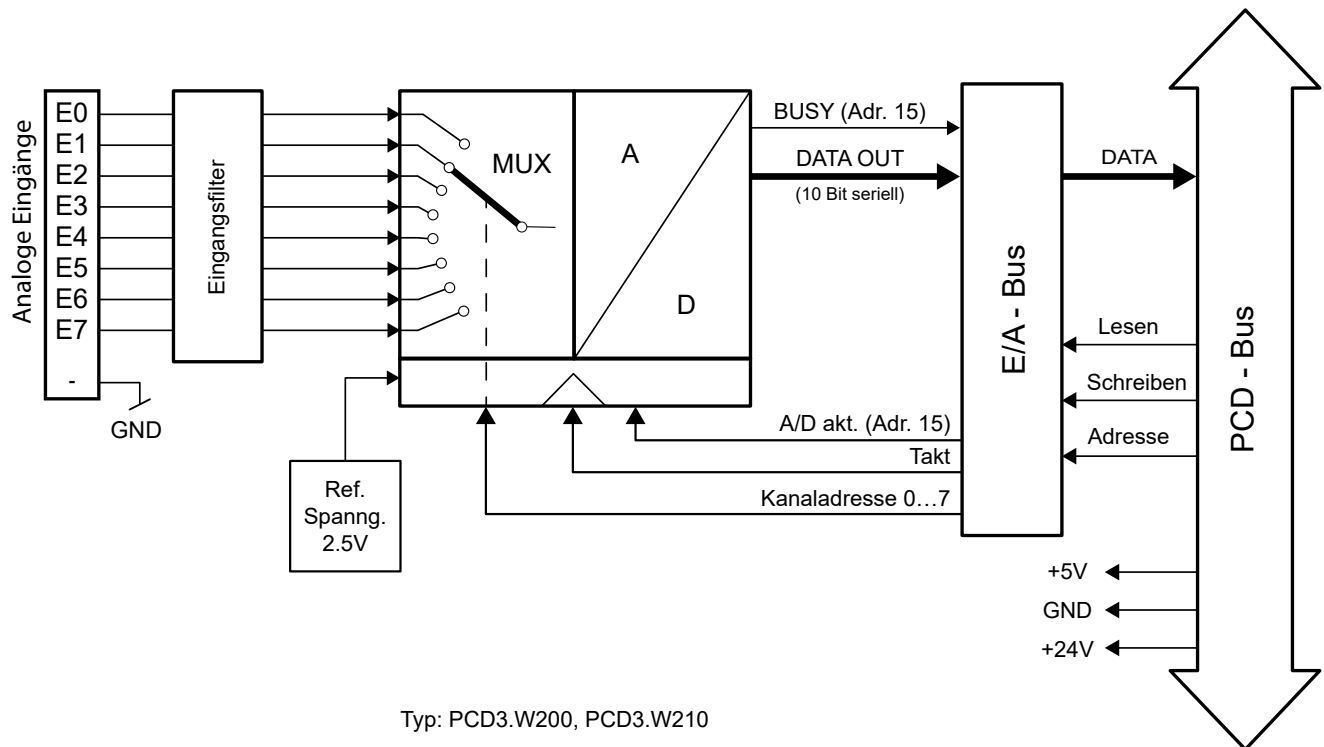 Analoge Eingänge
E0
E1
E2
E3
E4
E5
E6
E7
-
GND
Eingangsfilter
MUX
A
D
Ref.
Spanng.
2.5V
BUSY (Adr. 15)
DATA OUT
(10 Bit seriell)
A/D akt. (Adr. 15)
Takt
Kanaladresse 0…7
E/A - Bus
DATA
Lesen
Schreiben
Adresse
+5V
GND
+24V
PCD - Bus
Typ: PCD3.W200, PCD3.W210